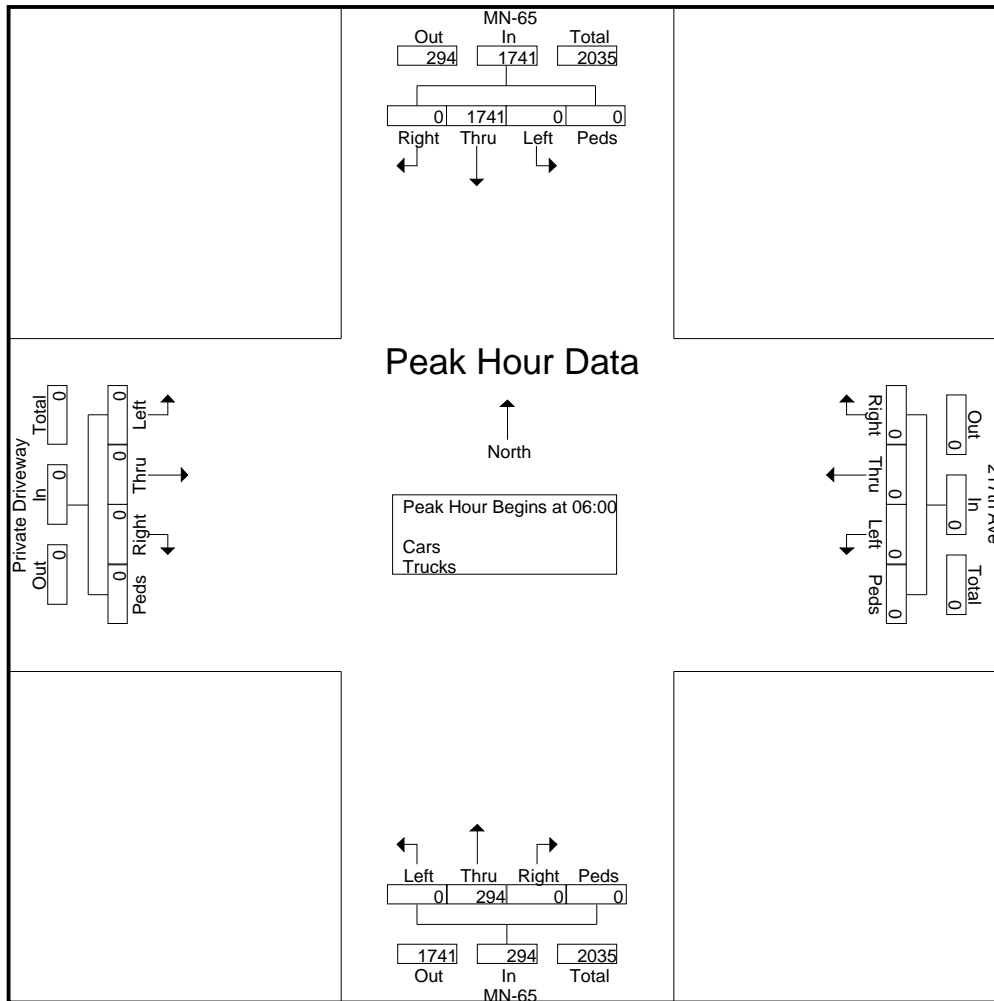 MN-65
Out In Total
294 1741 2035
0 1741 0 0
Right Thru Left Peds
Peak Hour Data
North
Peak Hour Begins at 06:00
Cars
Trucks
Private Driveway
Total In Out
0 0 0
0 0 0 0
Left Thru Right Peds
Right Thru Left Peds
0 0 0 0
Out In Total
0 0 0
Ave
Left Thru Right Peds
0 294 0 0
1741 294 2035
Out In Total
MN-65